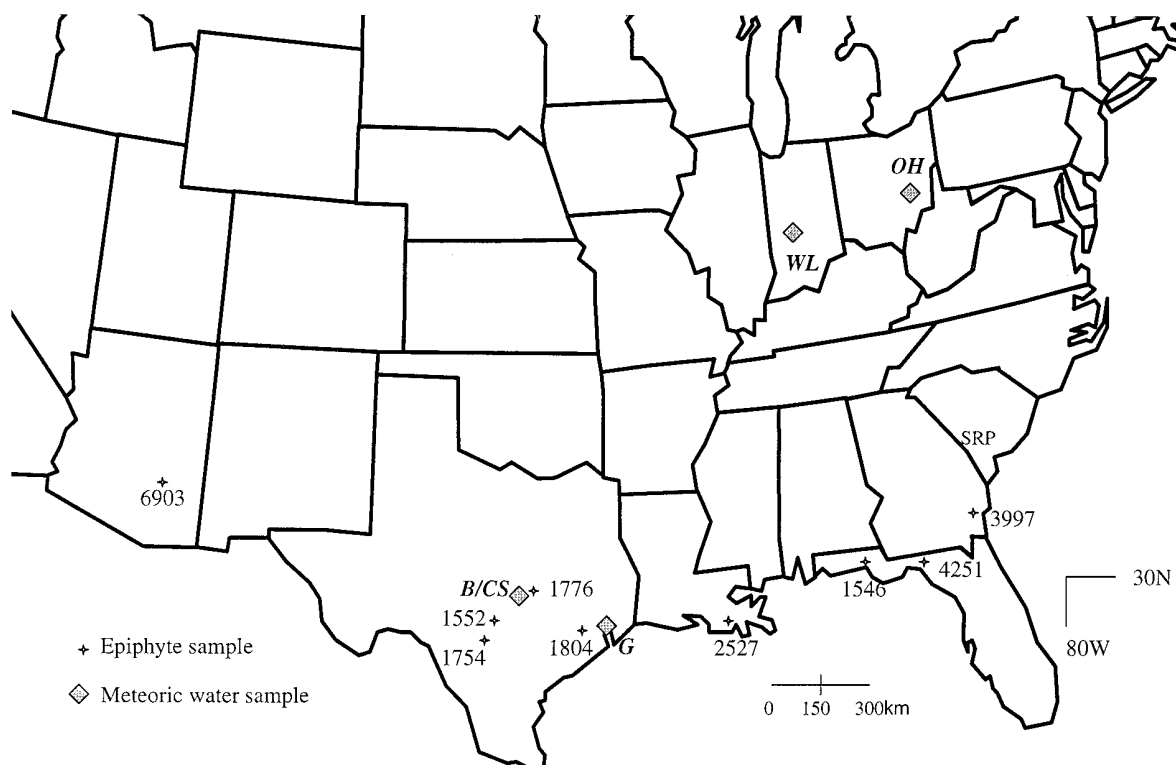 OH
WL
SRP
6903
3997
B/CS
1776
1546
4251
30N
1552
1754
1804
G
2527
80W
Epiphyte sample
Meteoric water sample
0 150 300km